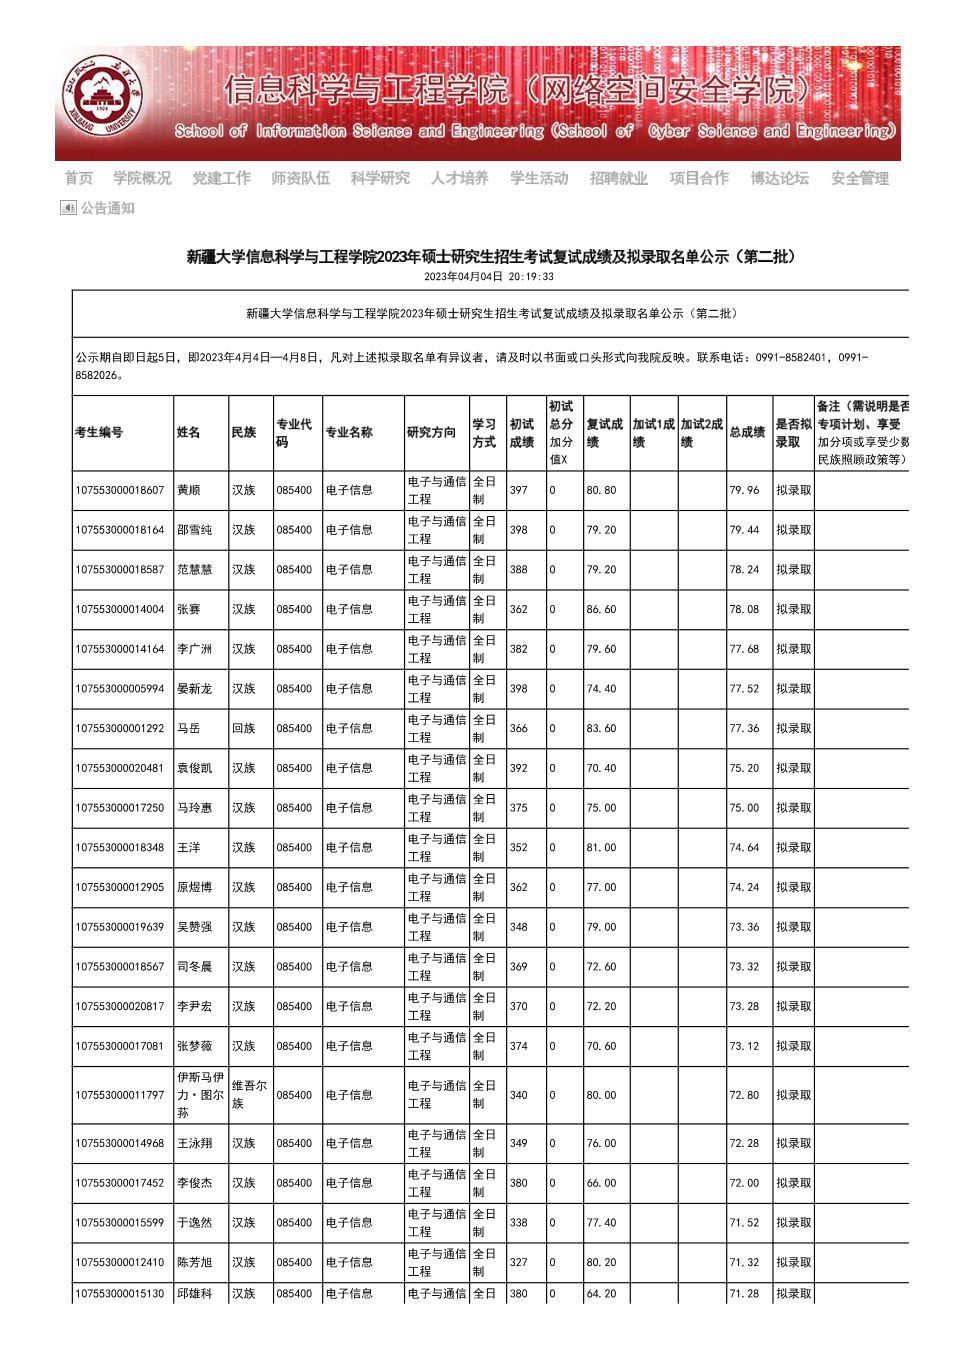 信息科学与工程学院（网络空间安全学院）
School of Information Science and Engineering (School of Cyber Science and Engineering)
XINJIANG UNIVERSITY
1924
首页 学院概况 党建工作 师资队伍 科学研究 人才培养 学生活动 招聘就业 项目合作 博达论坛 安全管理
公告通知
新疆大学信息科学与工程学院2023年硕士研究生招生考试复试成绩及拟录取名单公示（第二批）
2023年04月04日 20:19:33
新疆大学信息科学与工程学院2023年硕士研究生招生考试复试成绩及拟录取名单公示（第二批）
公示期自即日起5日，即2023年4月4日—4月8日，凡对上述拟录取名单有异议者，请及时以书面或口头形式向我院反映。联系电话：0991-8582401，0991-
8582026。
考生编号 姓名 民族 专业代码 专业名称 研究方向 学习方式 初试成绩 初试总分加分值X 复试成绩 加试1成绩 加试2成绩 总成绩 是否拟录取 备注（需说明是否专项计划、享受加分项或享受少数民族照顾政策等）
107553000018607 黄顺 汉族 085400 电子信息 电子与通信工程 全日制 397 0 80.80 79.96 拟录取
107553000018164 邵雪纯 汉族 085400 电子信息 电子与通信工程 全日制 398 0 79.20 79.44 拟录取
107553000018587 范慧慧 汉族 085400 电子信息 电子与通信工程 全日制 388 0 79.20 78.24 拟录取
107553000014004 张赛 汉族 085400 电子信息 电子与通信工程 全日制 362 0 86.60 78.08 拟录取
107553000014164 李广洲 汉族 085400 电子信息 电子与通信工程 全日制 382 0 79.60 77.68 拟录取
107553000005994 晏新龙 汉族 085400 电子信息 电子与通信工程 全日制 398 0 74.40 77.52 拟录取
107553000001292 马岳 回族 085400 电子信息 电子与通信工程 全日制 366 0 83.60 77.36 拟录取
107553000020481 袁俊凯 汉族 085400 电子信息 电子与通信工程 全日制 392 0 70.40 75.20 拟录取
107553000017250 马玲惠 汉族 085400 电子信息 电子与通信工程 全日制 375 0 75.00 75.00 拟录取
107553000018348 王洋 汉族 085400 电子信息 电子与通信工程 全日制 352 0 81.00 74.64 拟录取
107553000012905 原煜博 汉族 085400 电子信息 电子与通信工程 全日制 362 0 77.00 74.24 拟录取
107553000019639 吴赞强 汉族 085400 电子信息 电子与通信工程 全日制 348 0 79.00 73.36 拟录取
107553000018567 司冬晨 汉族 085400 电子信息 电子与通信工程 全日制 369 0 72.60 73.32 拟录取
107553000020817 李尹宏 汉族 085400 电子信息 电子与通信工程 全日制 370 0 72.20 73.28 拟录取
107553000017081 张梦薇 汉族 085400 电子信息 电子与通信工程 全日制 374 0 70.60 73.12 拟录取
107553000011797 伊斯马伊力·图尔荪 维吾尔族 085400 电子信息 电子与通信工程 全日制 340 0 80.00 72.80 拟录取
107553000014968 王泳翔 汉族 085400 电子信息 电子与通信工程 全日制 349 0 76.00 72.28 拟录取
107553000017452 李俊杰 汉族 085400 电子信息 电子与通信工程 全日制 380 0 66.00 72.00 拟录取
107553000015599 于逸然 汉族 085400 电子信息 电子与通信工程 全日制 338 0 77.40 71.52 拟录取
107553000012410 陈芳旭 汉族 085400 电子信息 电子与通信工程 全日制 327 0 80.20 71.32 拟录取
107553000015130 邱雄科 汉族 085400 电子信息 电子与通信 全日 380 0 64.20 71.28 拟录取